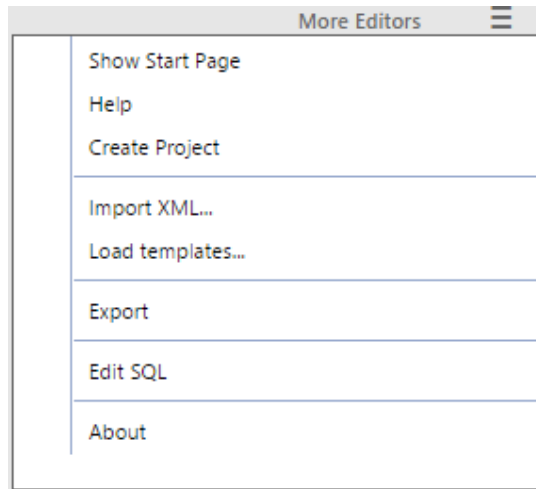 More Editors
Show Start Page
Help
Create Project
Import XML...
Load templates...
Export
Edit SQL
About